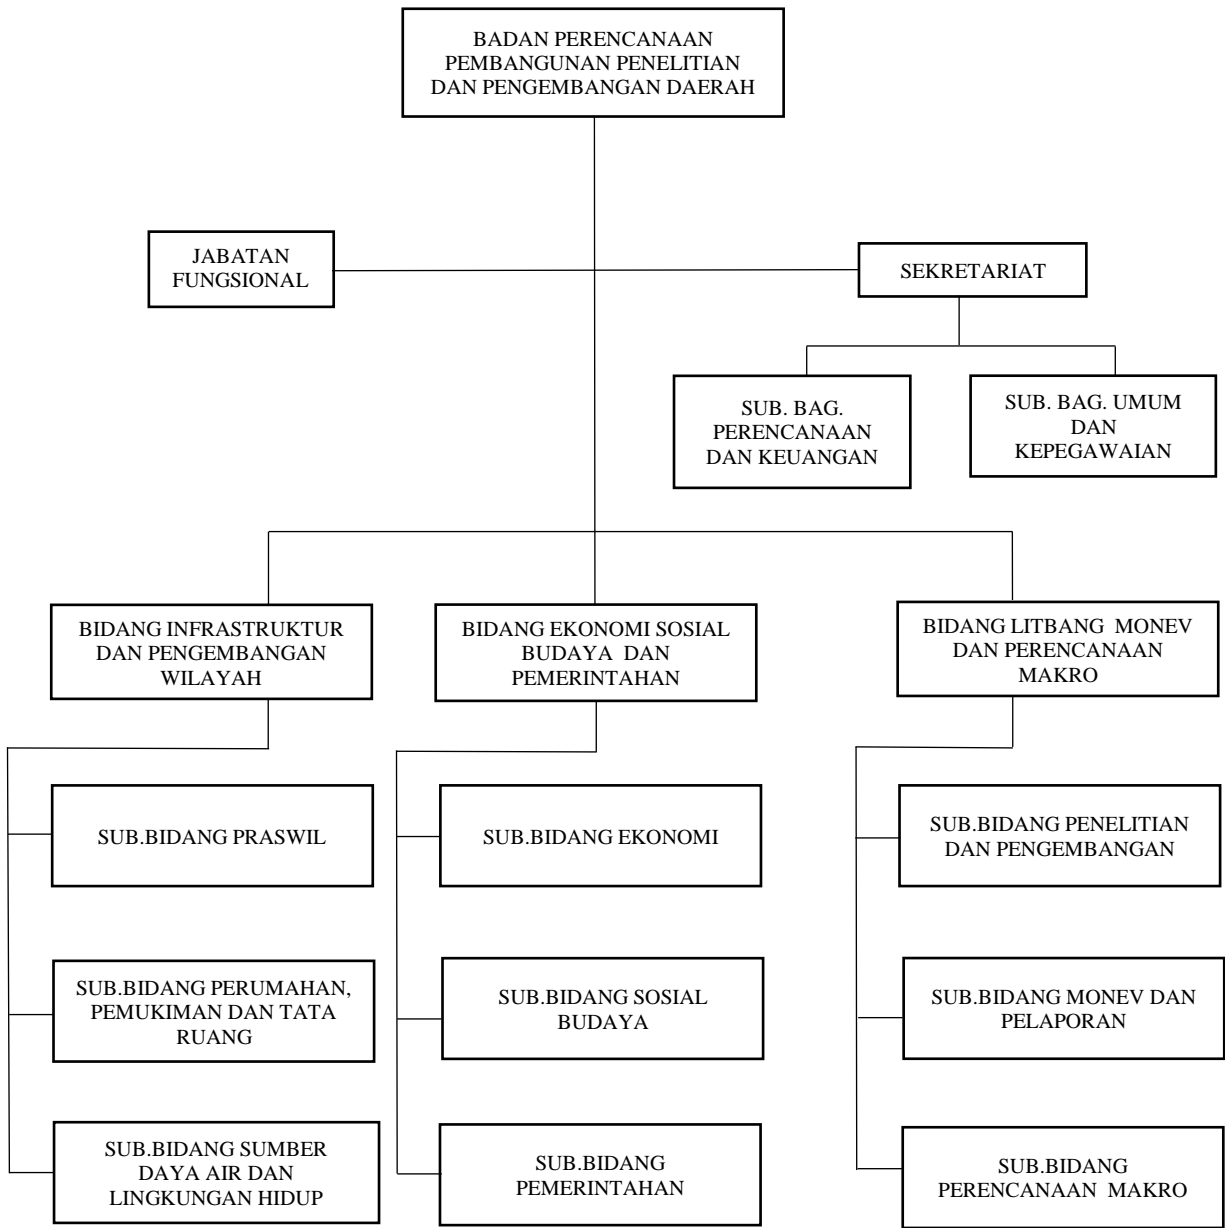 BADAN PERENCANAAN
PEMBANGUNAN PENELITIAN
DAN PENGEMBANGAN DAERAH
JABATAN
FUNGSIONAL
SEKRETARIAT
SUB. BAG.
PERENCANAAN
DAN KEUANGAN
SUB. BAG. UMUM
DAN
KEPEGAWAIAN
BIDANG INFRASTRUKTUR
DAN PENGEMBANGAN
WILAYAH
BIDANG EKONOMI SOSIAL
BUDAYA DAN
PEMERINTAHAN
BIDANG LITBANG MONEV
DAN PERENCANAAN
MAKRO
SUB.BIDANG PRASWIL
SUB.BIDANG EKONOMI
SUB.BIDANG PENELITIAN
DAN PENGEMBANGAN
SUB.BIDANG PERUMAHAN,
PEMUKIMAN DAN TATA
RUANG
SUB.BIDANG SOSIAL
BUDAYA
SUB.BIDANG MONEV DAN
PELAPORAN
SUB.BIDANG SUMBER
DAYA AIR DAN
LINGKUNGAN HIDUP
SUB.BIDANG
PEMERINTAHAN
SUB.BIDANG
PERENCANAAN MAKRO